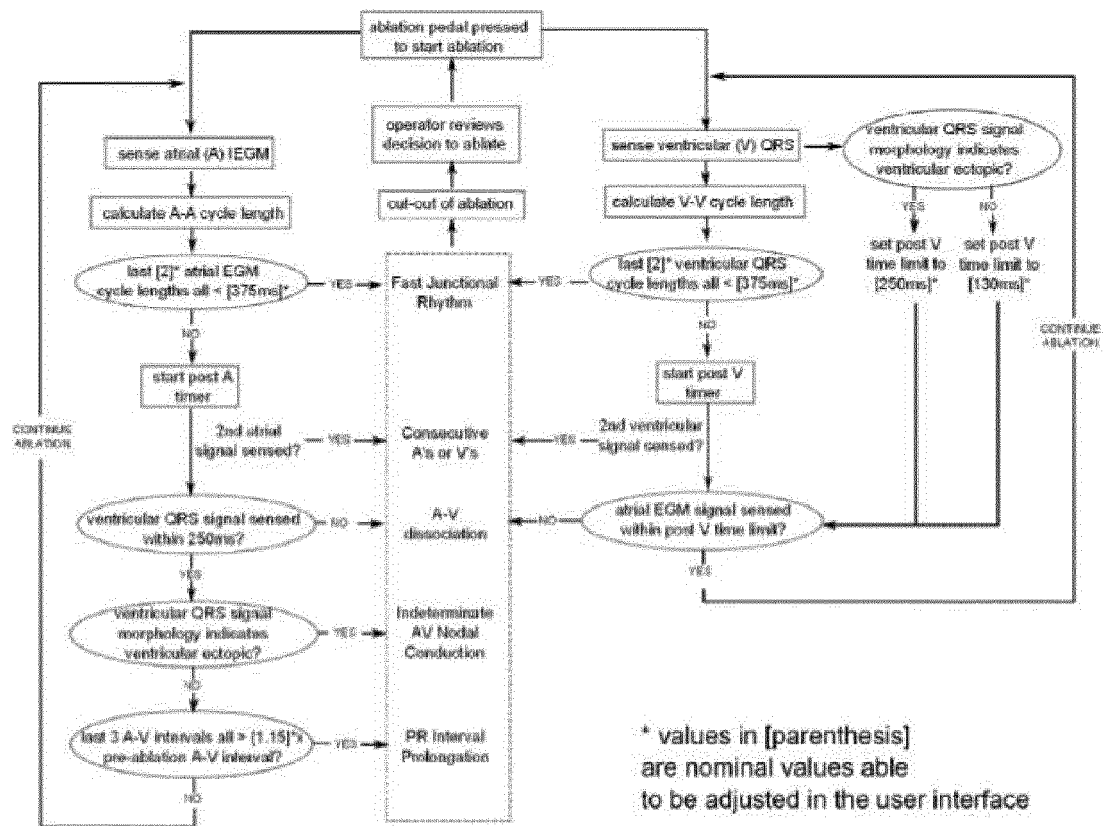 ablation pedal pressed
to start ablation
operator reviews
decision to ablate
cut-out of ablation
sense atrial (A) IEGM
calculate A-A cycle length
last [2]* atrial EGM
cycle lengths all < [375ms]*
YES
NO
start post A
timer
2nd atrial
signal sensed?
YES
CONTINUE
ABLATION
ventricular QRS signal sensed
within 250ms?
NO
YES
ventricular QRS signal
morphology indicates
ventricular ectopic?
YES
NO
last 3 A-V intervals all > [1.15]*x
pre-ablation A-V interval?
YES
NO
Fast Junctional
Rhythm
Consecutive
A's or V's
A-V
dissociation
Indeterminate
AV Nodal
Conduction
PR Interval
Prolongation
sense ventricular (V) QRS
calculate V-V cycle length
last [2]* ventricular QRS
cycle lengths all < [375ms]*
YES
NO
start post V
timer
2nd ventricular
signal sensed?
YES
atrial EGM signal sensed
within post V time limit?
NO
YES
ventricular QRS signal
morphology indicates
ventricular ectopic?
YES
NO
set post V
time limit to
[250ms]*
set post V
time limit to
[130ms]*
CONTINUE
ABLATION
* values in [parenthesis]
are nominal values able
to be adjusted in the user interface